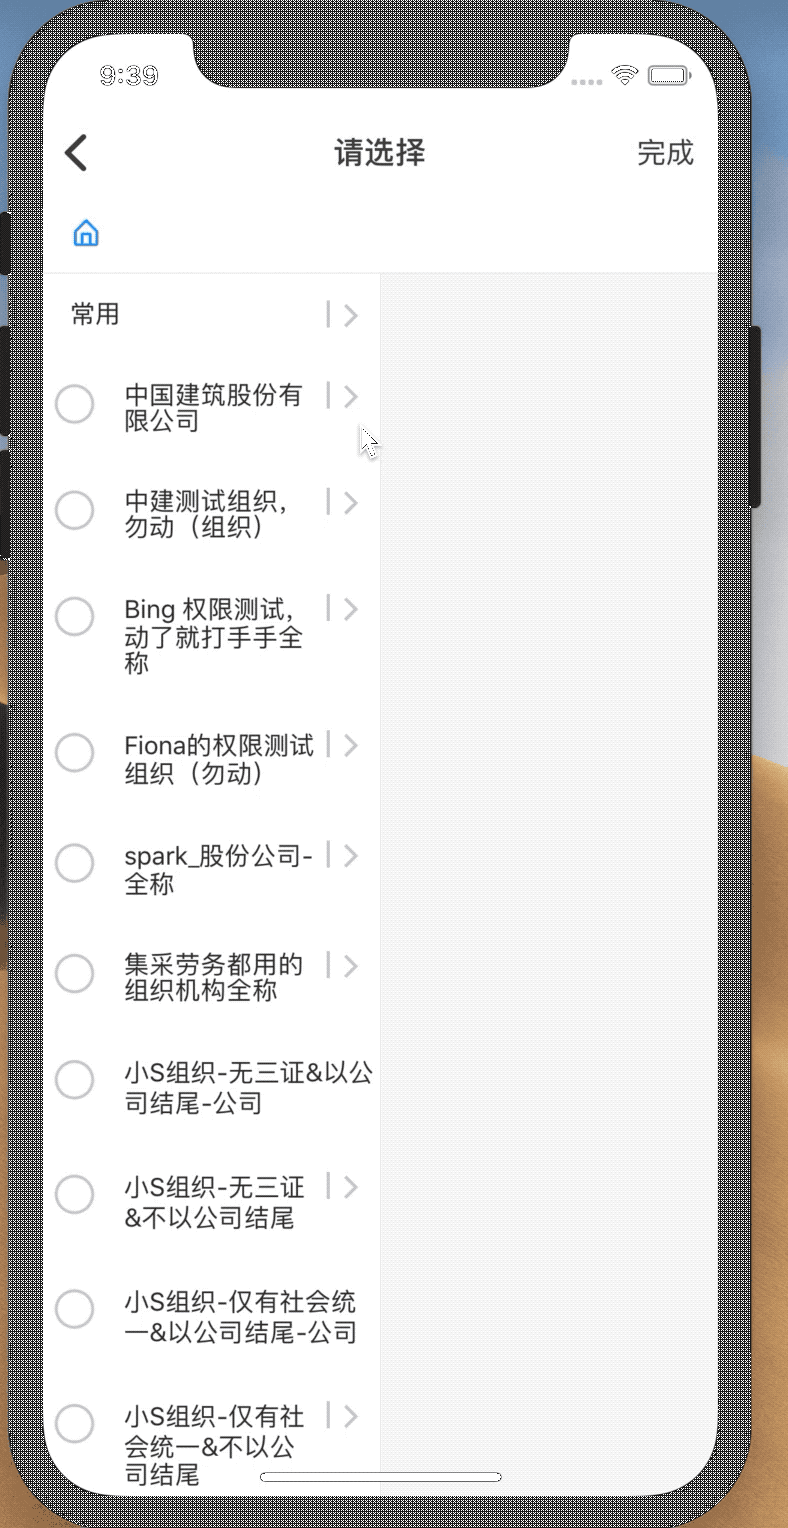 9:39
请选择
完成
常用
中国建筑股份有
限公司
中建测试组织，
勿动（组织）
Bing 权限测试，
动了就打手手全
称
Fiona的权限测试
组织（勿动）
spark_股份公司-
全称
集采劳务都用的
组织机构全称
小S组织-无三证&以公
司结尾-公司
小S组织-无三证
&不以公司结尾
小S组织-仅有社会统
一&以公司结尾-公司
小S组织-仅有社
会统一&不以公
司结尾